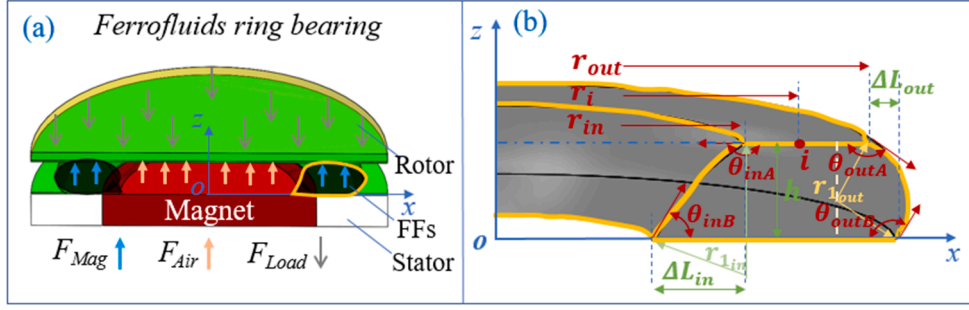 (a) Ferrofluids ring bearing
z
o
x
Rotor
Magnet
FFs
Stator
F_Mag F_Air F_Load
(b)
z
r_out
ΔL_out
r_i
r_in
θ_inA
i
θ_outA
h
r_1out
θ_inB
θ_outB
o
x
r_1in
ΔL_in